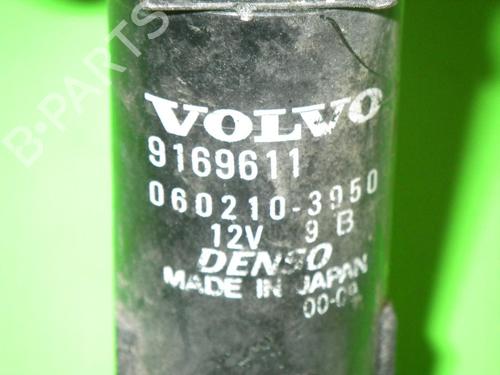 B-PARTS
VOLVO
9169611
060210-3950
12V 9 B
DENSO
MADE IN JAPAN